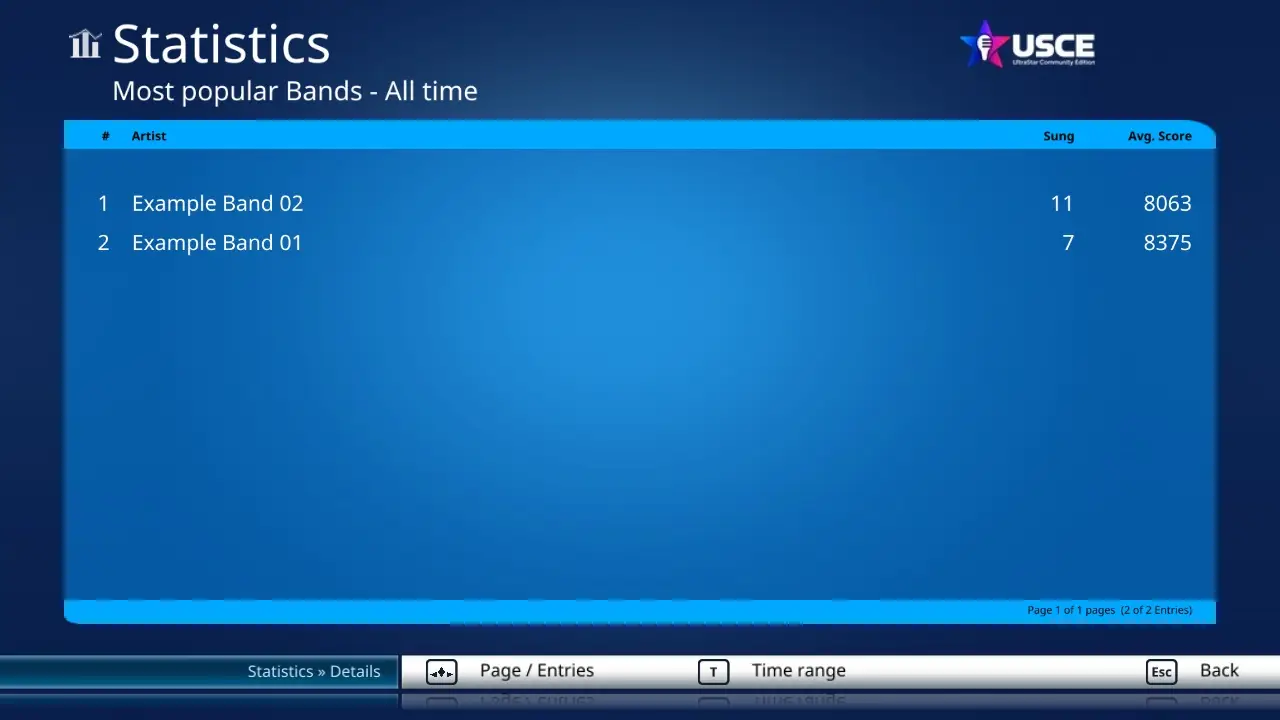 Statistics
Most popular Bands - All time
USCE
UltraStar Community Edition
# Artist Sung Avg. Score
1 Example Band 02 11 8063
2 Example Band 01 7 8375
Page 1 of 1 pages (2 of 2 Entries)
Statistics » Details Page / Entries T Time range Esc Back